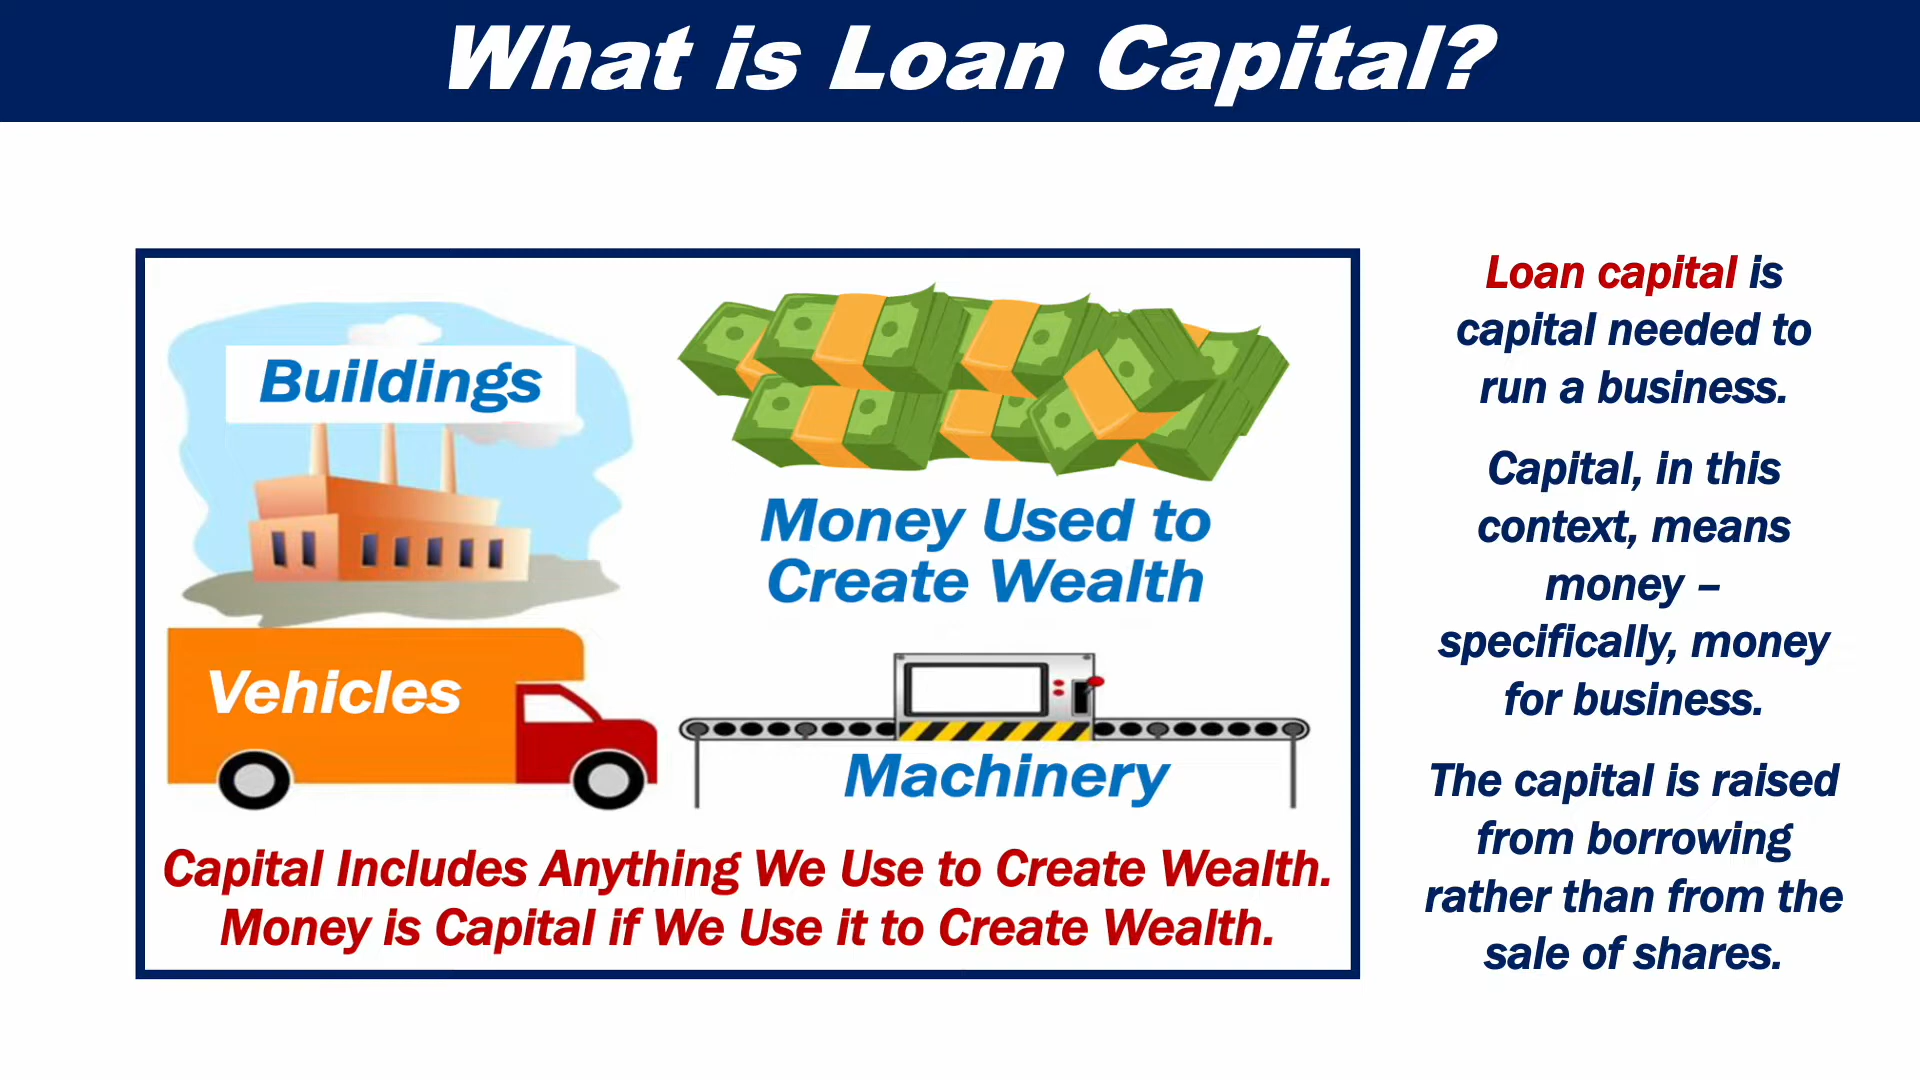 What is Loan Capital?
Buildings
Money Used to
Create Wealth
Vehicles
Machinery
Capital Includes Anything We Use to Create Wealth.
Money is Capital if We Use it to Create Wealth.
Loan capital is
capital needed to
run a business.
Capital, in this
context, means
money –
specifically, money
for business.
The capital is raised
from borrowing
rather than from the
sale of shares.